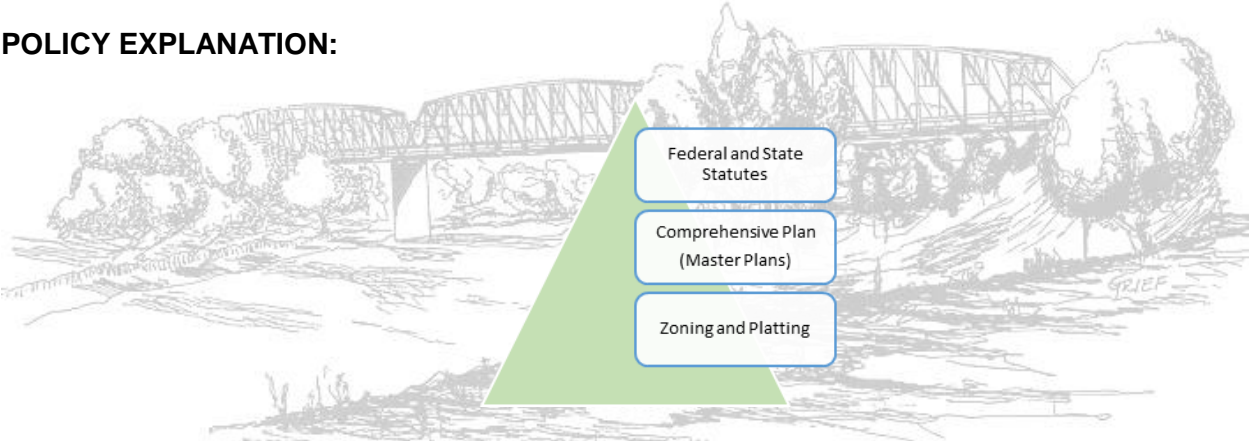 POLICY EXPLANATION:
Federal and State
Statutes
Comprehensive Plan
(Master Plans)
Zoning and Platting
GRIEF